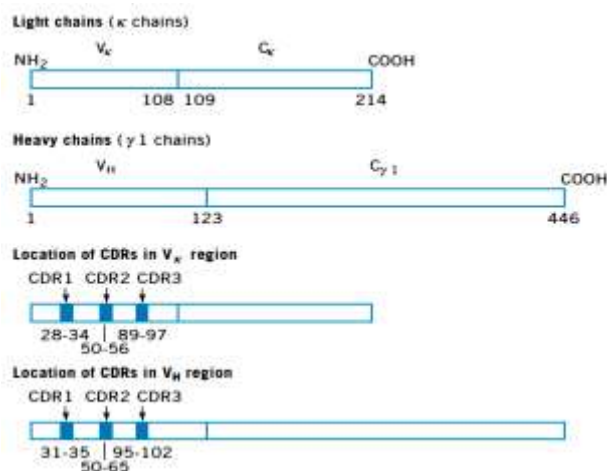 Light chains (κ chains)
Vκ Cκ
NH2 COOH
1 108 109 214
Heavy chains (γ1 chains)
VH Cγ1
NH2 COOH
1 123 446
Location of CDRs in Vκ region
CDR1 CDR2 CDR3
28-34 89-97
50-56
Location of CDRs in VH region
CDR1 CDR2 CDR3
31-35 95-102
50-65